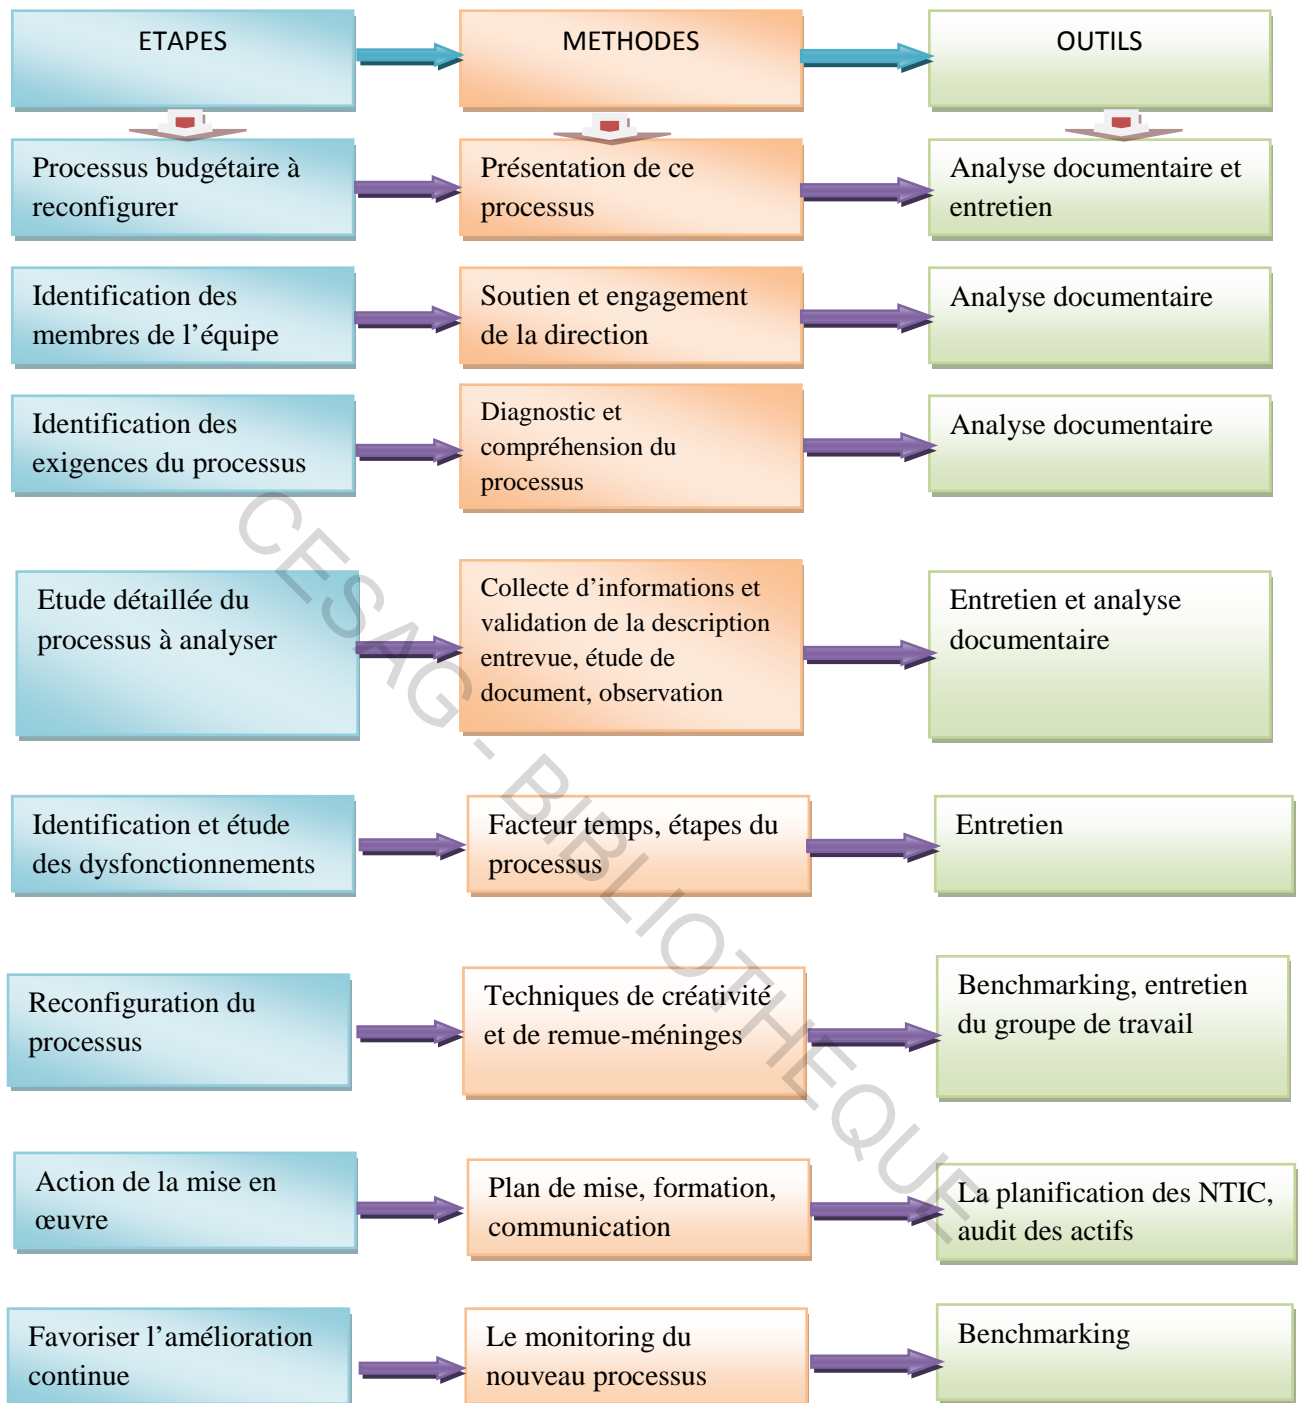 ETAPES
METHODES
OUTILS
Processus budgétaire à
reconfigurer
Présentation de ce
processus
Analyse documentaire et
entretien
Identification des
membres de l’équipe
Soutien et engagement
de la direction
Analyse documentaire
Identification des
exigences du processus
Diagnostic et
compréhension du
processus
Analyse documentaire
Etude détaillée du
processus à analyser
Collecte d’informations et
validation de la description
entrevue, étude de
document, observation
Entretien et analyse
documentaire
Identification et étude
des dysfonctionnements
Facteur temps, étapes du
processus
Entretien
Reconfiguration du
processus
Techniques de créativité
et de remue-méninges
Benchmarking, entretien
du groupe de travail
Action de la mise en
œuvre
Plan de mise, formation,
communication
La planification des NTIC,
audit des actifs
Favoriser l’amélioration
continue
Le monitoring du
nouveau processus
Benchmarking
CESAG - BIBLIOTHEQUE